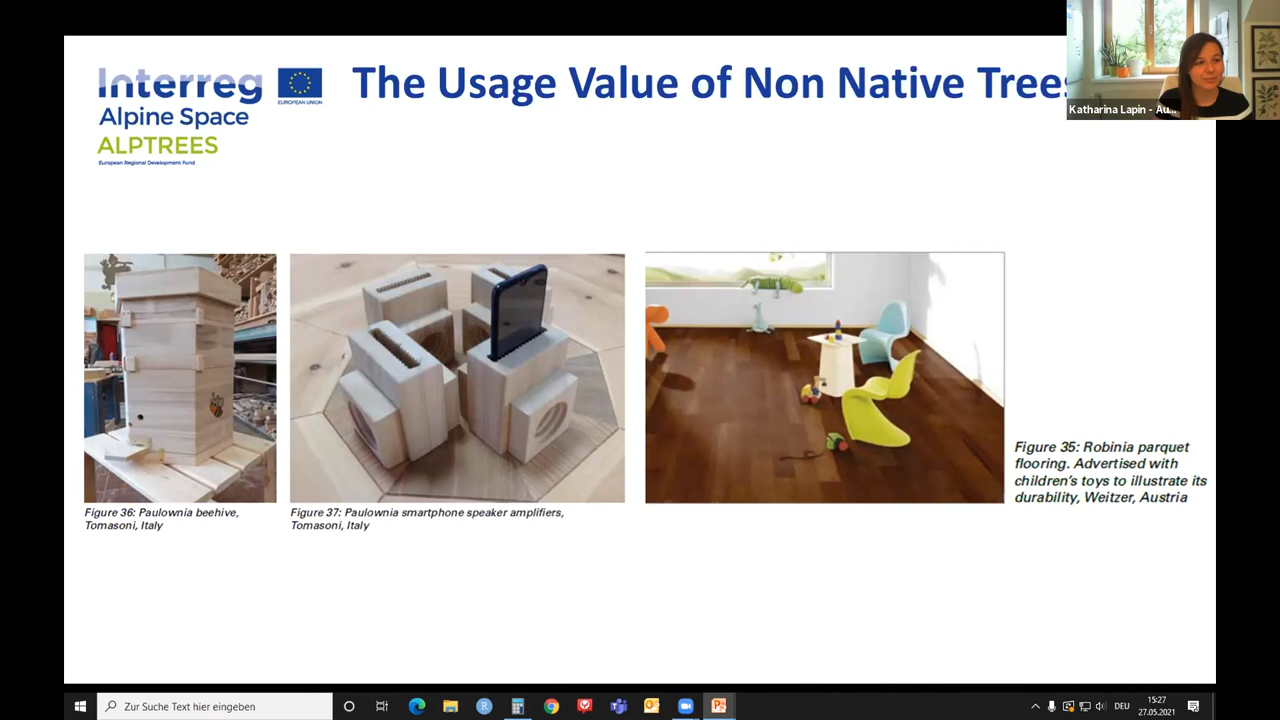 Interreg
EUROPEAN UNION
Alpine Space
ALPTREES
European Regional Development Fund
The Usage Value of Non Native Trees
Katharina Lapin - Au...
Figure 36: Paulownia beehive,
Tomasoni, Italy
Figure 37: Paulownia smartphone speaker amplifiers,
Tomasoni, Italy
Figure 35: Robinia parquet
flooring. Advertised with
children's toys to illustrate its
durability, Weitzer, Austria
Zur Suche Text hier eingeben
DEU
15:27
27.05.2021